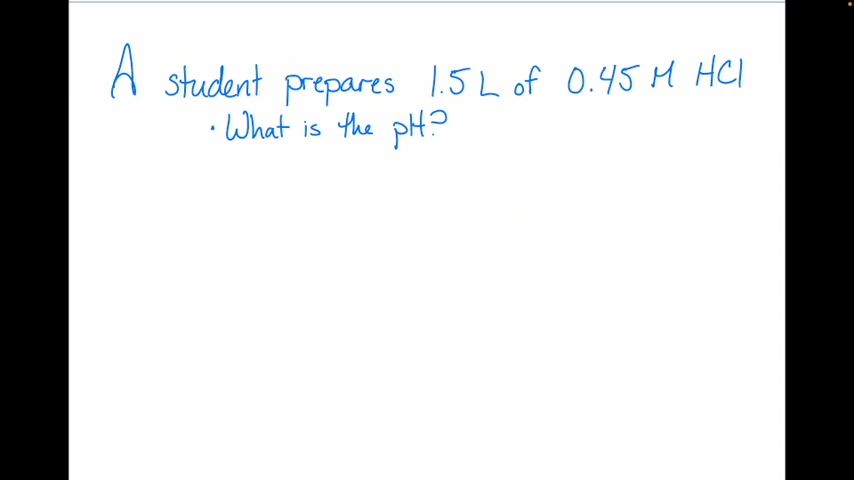 A student prepares 1.5 L of 0.45 M HCl
· What is the pH?